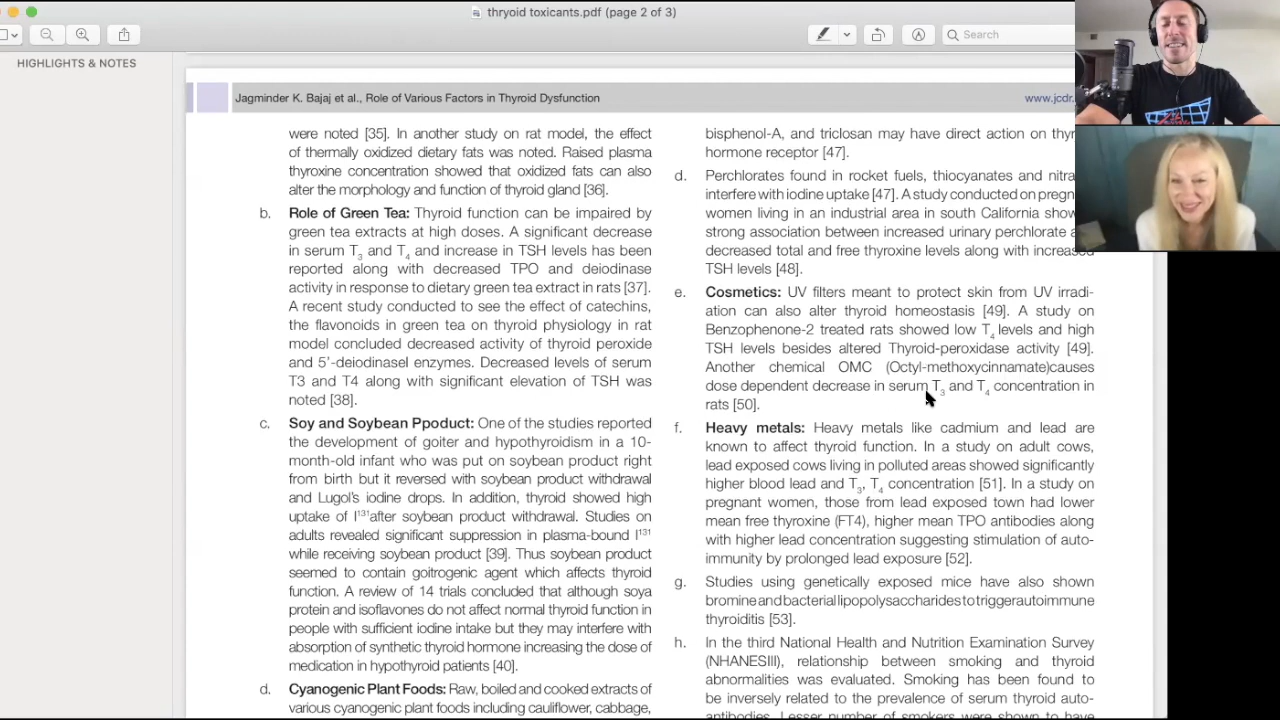 thryoid toxicants.pdf (page 2 of 3)
Search
HIGHLIGHTS & NOTES
Jagminder K. Bajaj et al., Role of Various Factors in Thyroid Dysfunction
www.jcdr.
were noted [35]. In another study on rat model, the effect
of thermally oxidized dietary fats was noted. Raised plasma
thyroxine concentration showed that oxidized fats can also
alter the morphology and function of thyroid gland [36].
b. Role of Green Tea: Thyroid function can be impaired by
green tea extracts at high doses. A significant decrease
in serum T3 and T4 and increase in TSH levels has been
reported along with decreased TPO and deiodinase
activity in response to dietary green tea extract in rats [37].
A recent study conducted to see the effect of catechins,
the flavonoids in green tea on thyroid physiology in rat
model concluded decreased activity of thyroid peroxide
and 5'-deiodinaseI enzymes. Decreased levels of serum
T3 and T4 along with significant elevation of TSH was
noted [38].
c. Soy and Soybean Ppoduct: One of the studies reported
the development of goiter and hypothyroidism in a 10-
month-old infant who was put on soybean product right
from birth but it reversed with soybean product withdrawal
and Lugol's iodine drops. In addition, thyroid showed high
uptake of I131after soybean product withdrawal. Studies on
adults revealed significant suppression in plasma-bound I131
while receiving soybean product [39]. Thus soybean product
seemed to contain goitrogenic agent which affects thyroid
function. A review of 14 trials concluded that although soya
protein and isoflavones do not affect normal thyroid function in
people with sufficient iodine intake but they may interfere with
absorption of synthetic thyroid hormone increasing the dose of
medication in hypothyroid patients [40].
d. Cyanogenic Plant Foods: Raw, boiled and cooked extracts of
various cyanogenic plant foods including cauliflower, cabbage,
bisphenol-A, and triclosan may have direct action on thyr
hormone receptor [47].
d. Perchlorates found in rocket fuels, thiocyanates and nitra
interfere with iodine uptake [47]. A study conducted on pregn
women living in an industrial area in south California show
strong association between increased urinary perchlorate a
decreased total and free thyroxine levels along with increased
TSH levels [48].
e. Cosmetics: UV filters meant to protect skin from UV irradi-
ation can also alter thyroid homeostasis [49]. A study on
Benzophenone-2 treated rats showed low T4 levels and high
TSH levels besides altered Thyroid-peroxidase activity [49].
Another chemical OMC (Octyl-methoxycinnamate)causes
dose dependent decrease in serum T3 and T4 concentration in
rats [50].
f. Heavy metals: Heavy metals like cadmium and lead are
known to affect thyroid function. In a study on adult cows,
lead exposed cows living in polluted areas showed significantly
higher blood lead and T3, T4 concentration [51]. In a study on
pregnant women, those from lead exposed town had lower
mean free thyroxine (FT4), higher mean TPO antibodies along
with higher lead concentration suggesting stimulation of auto-
immunity by prolonged lead exposure [52].
g. Studies using genetically exposed mice have also shown
bromine and bacterial lipopolysaccharides to trigger autoimmune
thyroiditis [53].
h. In the third National Health and Nutrition Examination Survey
(NHANESIII), relationship between smoking and thyroid
abnormalities was evaluated. Smoking has been found to
be inversely related to the prevalence of serum thyroid auto-
antibodies. Lesser number of smokers were shown to have